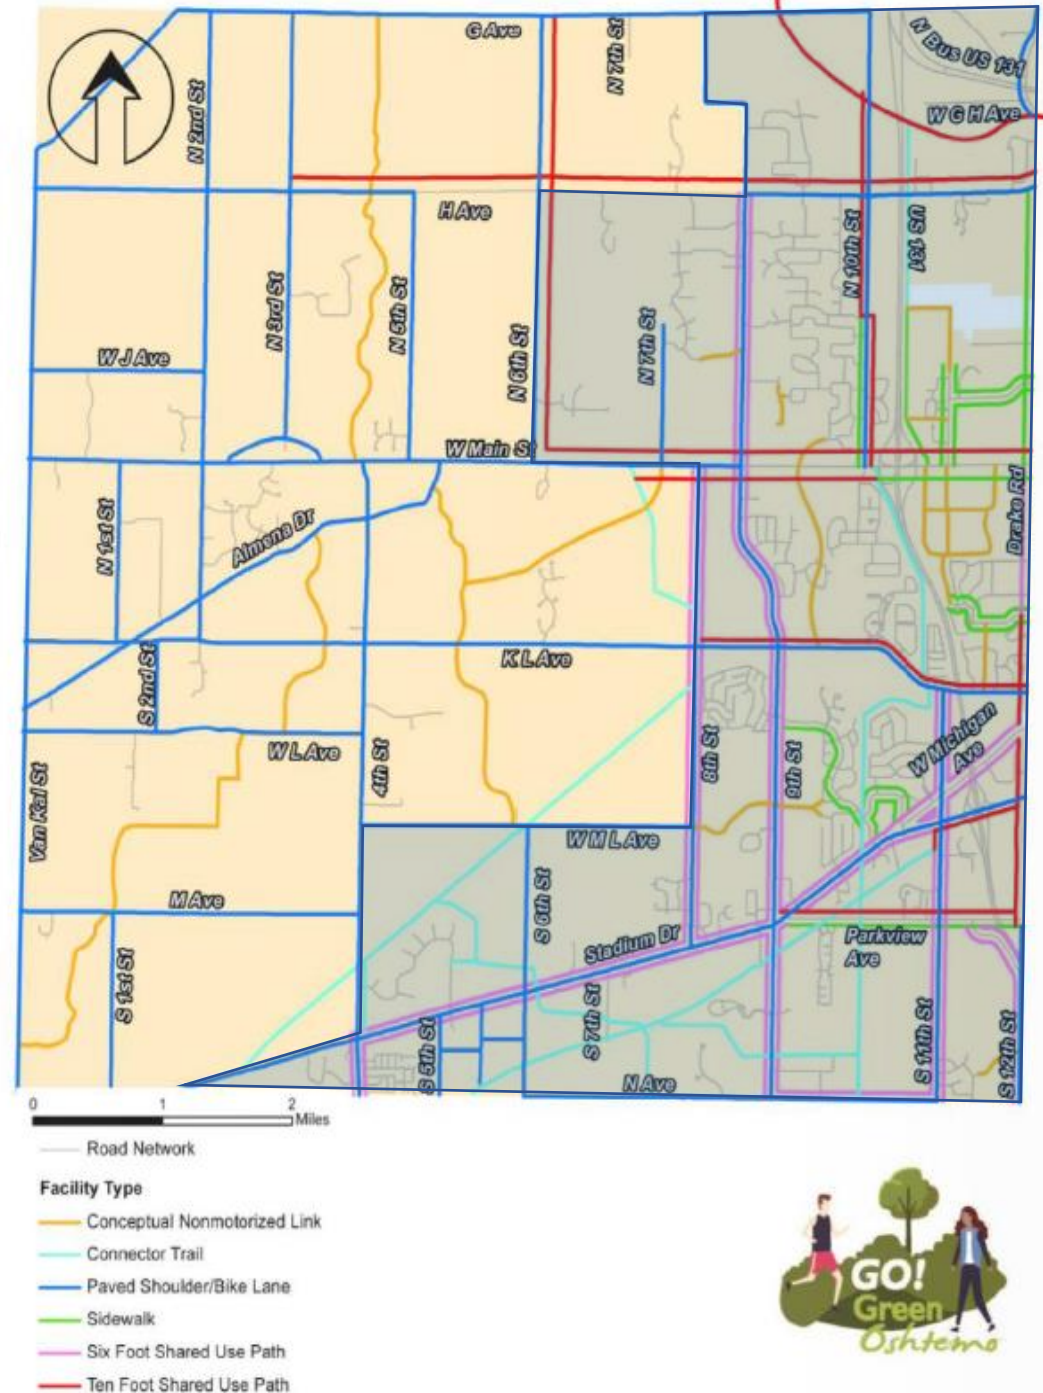 G Ave
N 7th St
N Bus US 131
W G H Ave
N 2nd St
H Ave
N 10th St
US 131
N 3rd St
N 5th St
N 6th St
N 7th St
W J Ave
W Main S
Drake Rd
N 1st St
Almena Dr
K L Ave
S 2nd St
W L Ave
4th St
8th St
9th St
W Michigan
Ave
Van Kal St
W M L Ave
M Ave
S 6th St
Stadium Dr
Parkview
Ave
S 1st St
S 7th St
S 5th St
S 11th St
S 12th St
N Ave
0 1 2
Miles
Road Network
Facility Type
Conceptual Nonmotorized Link
Connector Trail
Paved Shoulder/Bike Lane
Sidewalk
Six Foot Shared Use Path
Ten Foot Shared Use Path
GO!
Green
Oshtemo